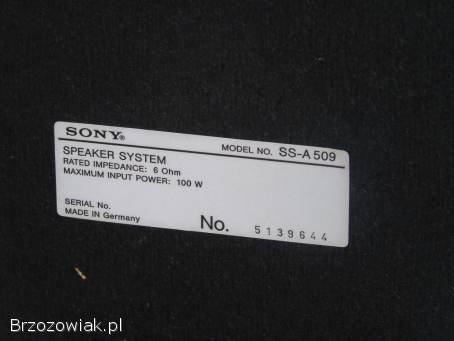 SONY® MODEL NO. SS-A509
SPEAKER SYSTEM
RATED IMPEDANCE: 6 Ohm
MAXIMUM INPUT POWER: 100 W
SERIAL No.
MADE IN Germany No. 5139644
Brzozowiak.pl